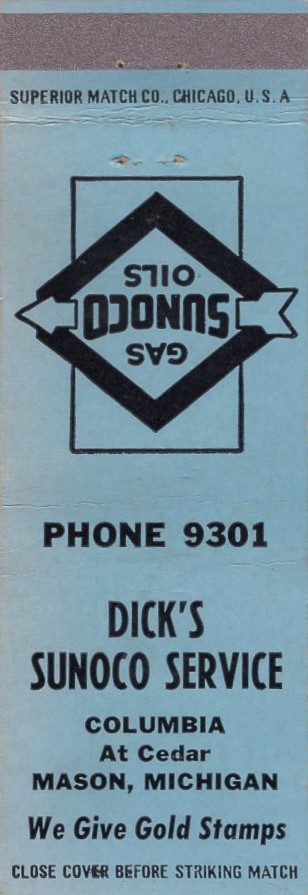 SUPERIOR MATCH CO., CHICAGO, U.S.A
GAS
SUNOCO
OILS
PHONE 9301
DICK'S
SUNOCO SERVICE
COLUMBIA
At Cedar
MASON, MICHIGAN
We Give Gold Stamps
CLOSE COVER BEFORE STRIKING MATCH